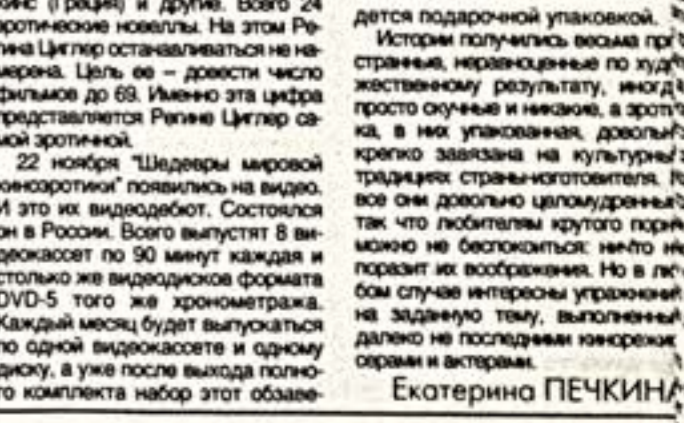 (Греция) и другие. Всего 24
эротические новеллы. На этом Ре-
гина Циглер останавливаться не на-
мерена. Цель ее – довести число
фильмов до 69. Именно эта цифра
представляется Регине Циглер са-
мой эротичной.
22 ноября "Шедевры мировой
киноэротики" появились на видео.
И это их видеодебют. Состоялся
он в России. Всего выпустят 8 ви-
деокассет по 90 минут каждая и
столько же видеодисков формата
DVD-5 того же хронометража.
Каждый месяц будет выпускаться
по одной видеокассете и одному
диску, а уже после выхода полно-
го комплекта набор этот обзаве-
дется подарочной упаковкой.
Истории получились весьма
странные, неравноценные по худо-
жественному результату, иногда
просто скучные и никакие, а эроти-
ка, в них упакованная, довольно
крепко завязана на культурных
традициях страны-изготовителя.
все они довольно целомудренные
так что любителям крутого порно
можно не беспокоиться: ничто не
поразит их воображения. Но в лю-
бом случае интересны упражнения
на заданную тему, выполненные
далеко не последними кинорежис-
серами и актерами.
Екатерина ПЕЧКИНА